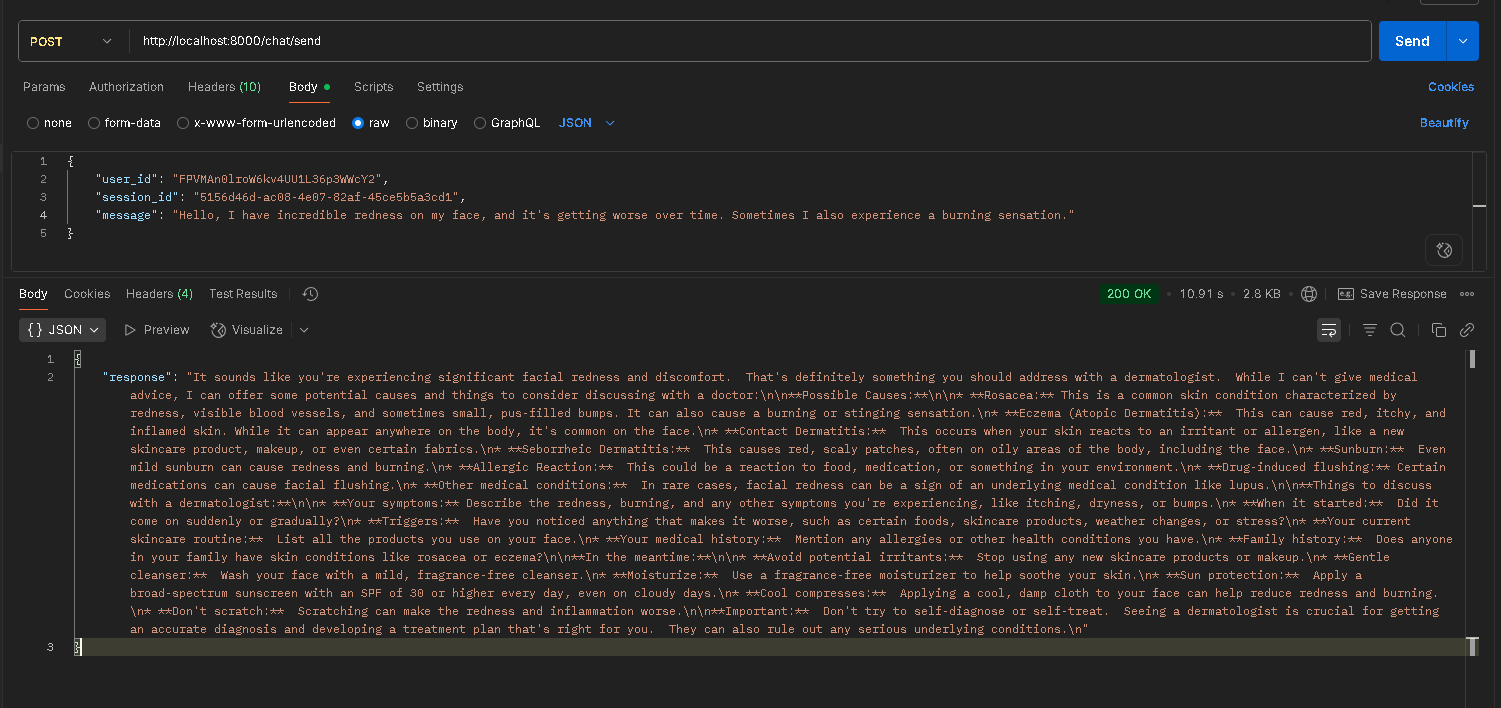 POST http://localhost:8000/chat/send Send
Params Authorization Headers (10) Body Scripts Settings Cookies
none form-data x-www-form-urlencoded raw binary GraphQL JSON Beautify
1 {
2 "user_id": "FPVMAn0lroW6kv4UU1L36p3WWcY2",
3 "session_id": "5156d46d-ac08-4e07-82af-45ce5b5a3cd1",
4 "message": "Hello, I have incredible redness on my face, and it's getting worse over time. Sometimes I also experience a burning sensation."
5 }
Body Cookies Headers (4) Test Results 200 OK • 10.91 s • 2.8 KB • e.g. Save Response
{} JSON Preview Visualize
1 {
2 "response": "It sounds like you're experiencing significant facial redness and discomfort.  That's definitely something you should address with a dermatologist.  While I can't give medical
advice, I can offer some potential causes and things to consider discussing with a doctor:\n\n**Possible Causes:**\n\n* **Rosacea:** This is a common skin condition characterized by
redness, visible blood vessels, and sometimes small, pus-filled bumps. It can also cause a burning or stinging sensation.\n* **Eczema (Atopic Dermatitis):**  This can cause red, itchy, and
inflamed skin. While it can appear anywhere on the body, it's common on the face.\n* **Contact Dermatitis:**  This occurs when your skin reacts to an irritant or allergen, like a new
skincare product, makeup, or even certain fabrics.\n* **Seborrheic Dermatitis:**  This causes red, scaly patches, often on oily areas of the body, including the face.\n* **Sunburn:**  Even
mild sunburn can cause redness and burning.\n* **Allergic Reaction:**  This could be a reaction to food, medication, or something in your environment.\n* **Drug-induced flushing:** Certain
medications can cause facial flushing.\n* **Other medical conditions:**  In rare cases, facial redness can be a sign of an underlying medical condition like lupus.\n\n**Things to discuss
with a dermatologist:**\n\n* **Your symptoms:** Describe the redness, burning, and any other symptoms you're experiencing, like itching, dryness, or bumps.\n* **When it started:**  Did it
come on suddenly or gradually?\n* **Triggers:**  Have you noticed anything that makes it worse, such as certain foods, skincare products, weather changes, or stress?\n* **Your current
skincare routine:**  List all the products you use on your face.\n* **Your medical history:**  Mention any allergies or other health conditions you have.\n* **Family history:**  Does anyone
in your family have skin conditions like rosacea or eczema?\n\n**In the meantime:**\n\n* **Avoid potential irritants:**  Stop using any new skincare products or makeup.\n* **Gentle
cleanser:**  Wash your face with a mild, fragrance-free cleanser.\n* **Moisturize:**  Use a fragrance-free moisturizer to help soothe your skin.\n* **Sun protection:**  Apply a
broad-spectrum sunscreen with an SPF of 30 or higher every day, even on cloudy days.\n* **Cool compresses:**  Applying a cool, damp cloth to your face can help reduce redness and burning.
\n* **Don't scratch:**  Scratching can make the redness and inflammation worse.\n\n**Important:**  Don't try to self-diagnose or self-treat.  Seeing a dermatologist is crucial for getting
an accurate diagnosis and developing a treatment plan that's right for you.  They can also rule out any serious underlying conditions.\n"
3 }